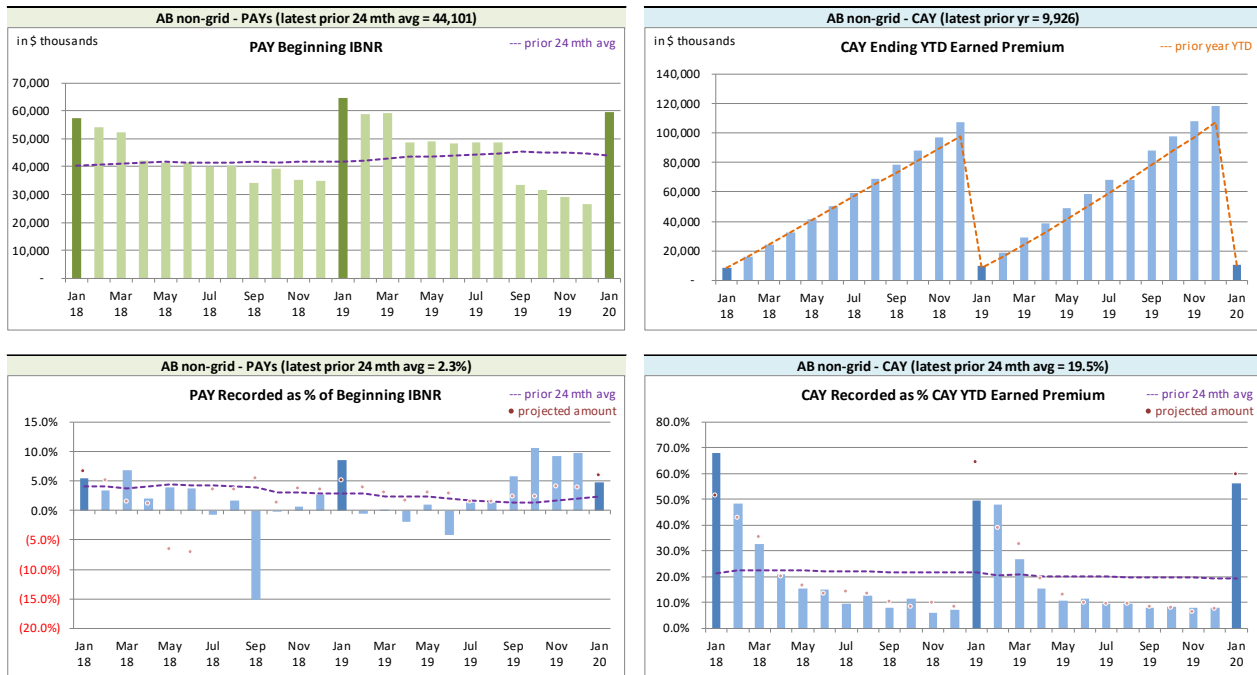 AB non-grid - PAYs (latest prior 24 mth avg = 44,101)
in $ thousands
PAY Beginning IBNR
--- prior 24 mth avg
70,000
60,000
50,000
40,000
30,000
20,000
10,000
-
Jan Mar May Jul Sep Nov Jan Mar May Jul Sep Nov Jan
18 18 18 18 18 18 19 19 19 19 19 19 20
AB non-grid - CAY (latest prior yr = 9,926)
in $ thousands
CAY Ending YTD Earned Premium
--- prior year YTD
140,000
120,000
100,000
80,000
60,000
40,000
20,000
-
Jan Mar May Jul Sep Nov Jan Mar May Jul Sep Nov Jan
18 18 18 18 18 18 19 19 19 19 19 19 20
AB non-grid - PAYs (latest prior 24 mth avg = 2.3%)
PAY Recorded as % of Beginning IBNR
--- prior 24 mth avg
• projected amount
15.0%
10.0%
5.0%
0.0%
(5.0%)
(10.0%)
(15.0%)
(20.0%)
Jan Mar May Jul Sep Nov Jan Mar May Jul Sep Nov Jan
18 18 18 18 18 18 19 19 19 19 19 19 20
AB non-grid - CAY (latest prior 24 mth avg = 19.5%)
CAY Recorded as % CAY YTD Earned Premium
--- prior 24 mth avg
• projected amount
80.0%
70.0%
60.0%
50.0%
40.0%
30.0%
20.0%
10.0%
0.0%
Jan Mar May Jul Sep Nov Jan Mar May Jul Sep Nov Jan
18 18 18 18 18 18 19 19 19 19 19 19 20